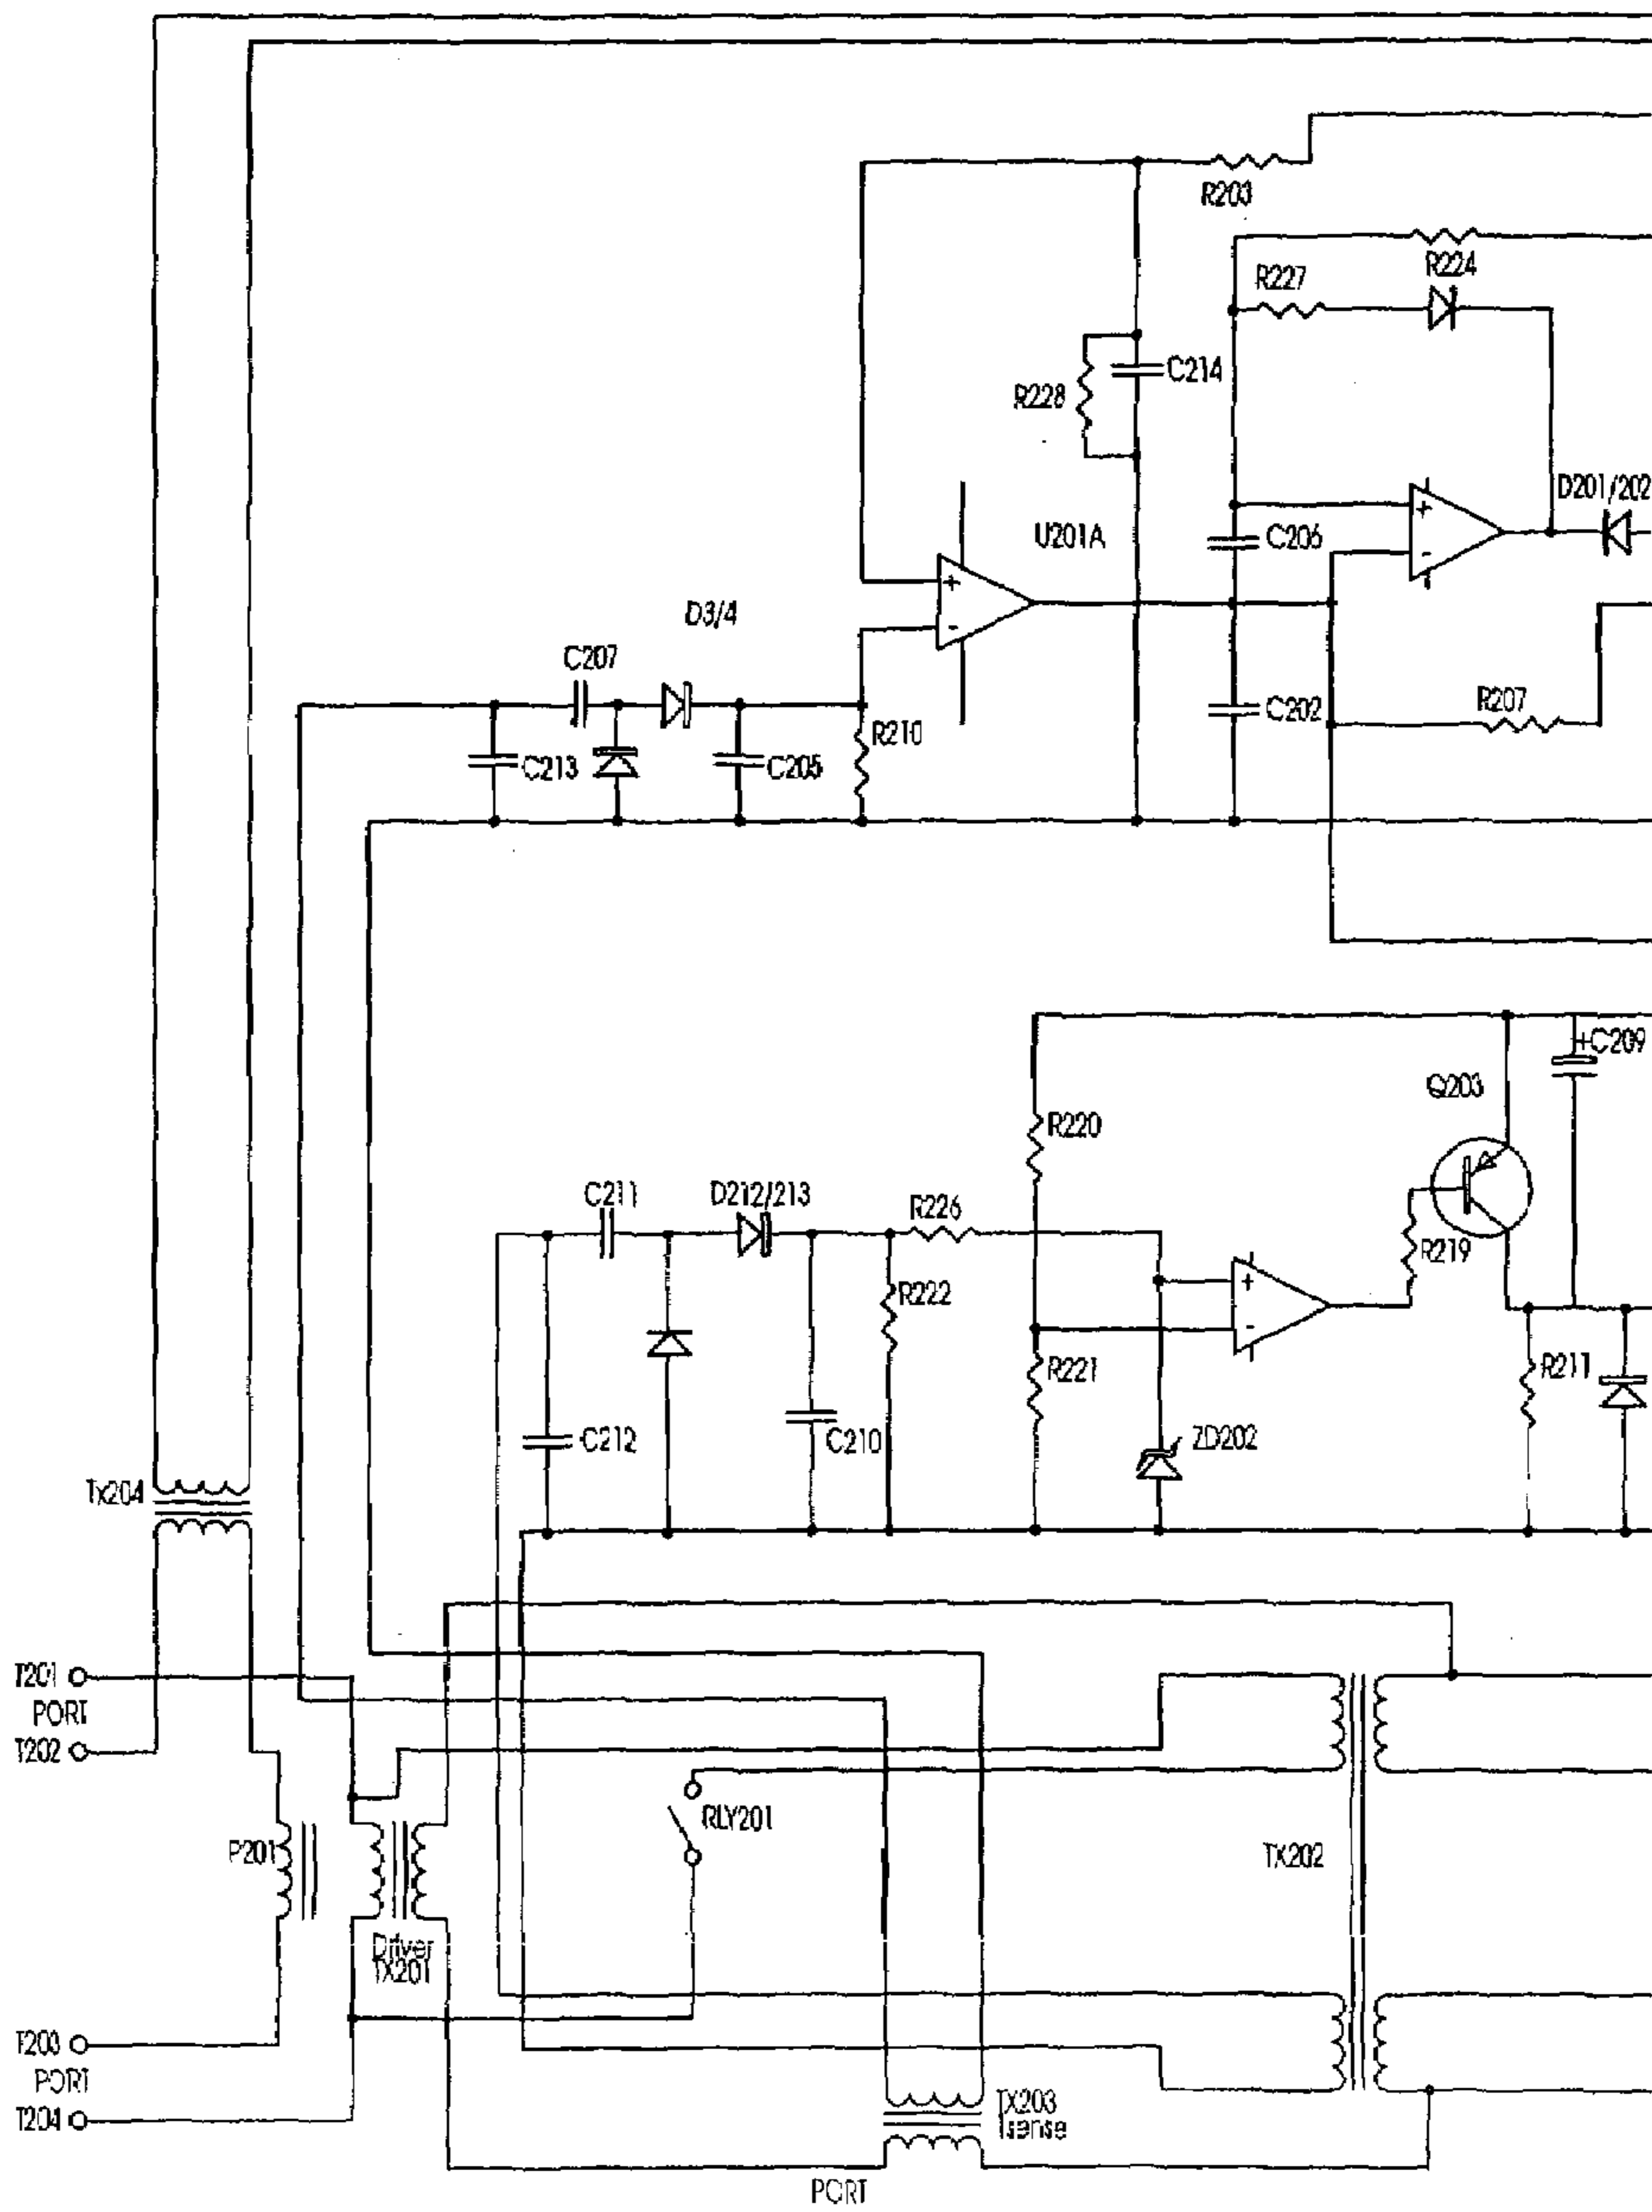 R203
R224
R227
C214
R228
D201/202
U201A
C206
+
-
+
-
D3/4
C207
C202
R207
R210
C213
C205
+C209
Q203
R220
C211
D212/213
R226
R219
R222
+
-
R221
R211
C212
C210
ZD202
Tx204
T201
PORT
T202
RLY201
P201
TX202
Driver
TX201
T203
PORT
T204
TX203
Isense
PORT